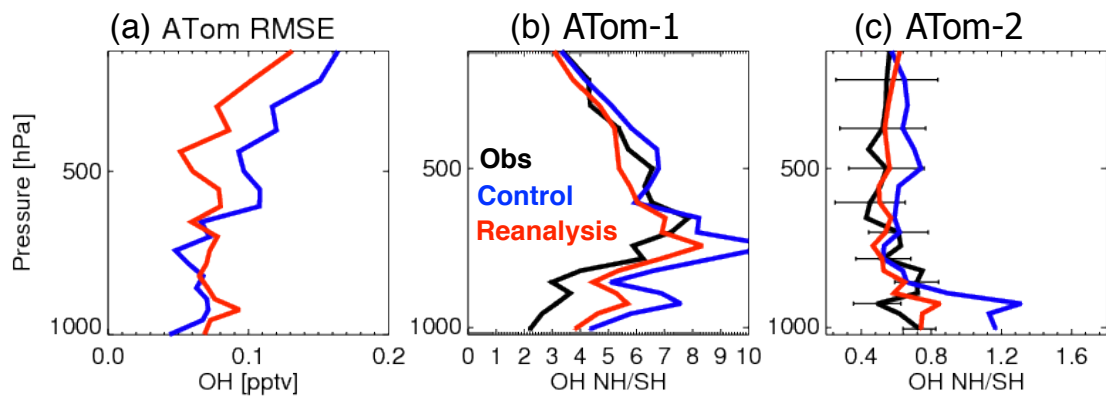 (a) ATom RMSE
(b) ATom-1
(c) ATom-2
Pressure [hPa]
500
1000
0.0 0.1 0.2
OH [pptv]
Obs
Control
Reanalysis
500
1000
0 1 2 3 4 5 6 7 8 9 10
OH NH/SH
500
1000
0.4 0.8 1.2 1.6
OH NH/SH